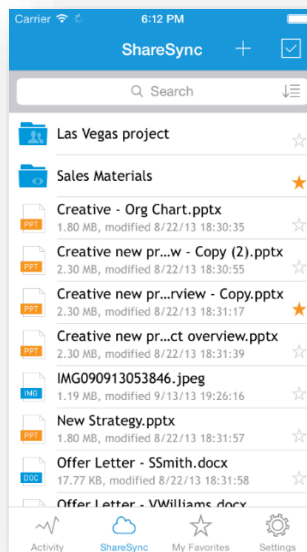 Carrier 6:12 PM
ShareSync
Search
Las Vegas project
Sales Materials
Creative - Org Chart.pptx
PPT
1.80 MB, modified 8/22/13 18:30:35
Creative new pr...w - Copy (2).pptx
PPT
2.30 MB, modified 8/22/13 18:30:55
Creative new pr...rview - Copy.pptx
PPT
2.30 MB, modified 8/22/13 18:31:17
Creative new pr...ct overview.pptx
PPT
2.30 MB, modified 8/22/13 18:31:39
IMG090913053846.jpeg
IMG
1.19 MB, modified 9/13/13 19:26:16
New Strategy.pptx
PPT
1.80 MB, modified 8/22/13 18:31:57
Offer Letter - SSmith.docx
DOC
17.77 KB, modified 8/22/13 18:31:58
Offer Letter - VWilliams.docx
Activity ShareSync My Favorites Settings